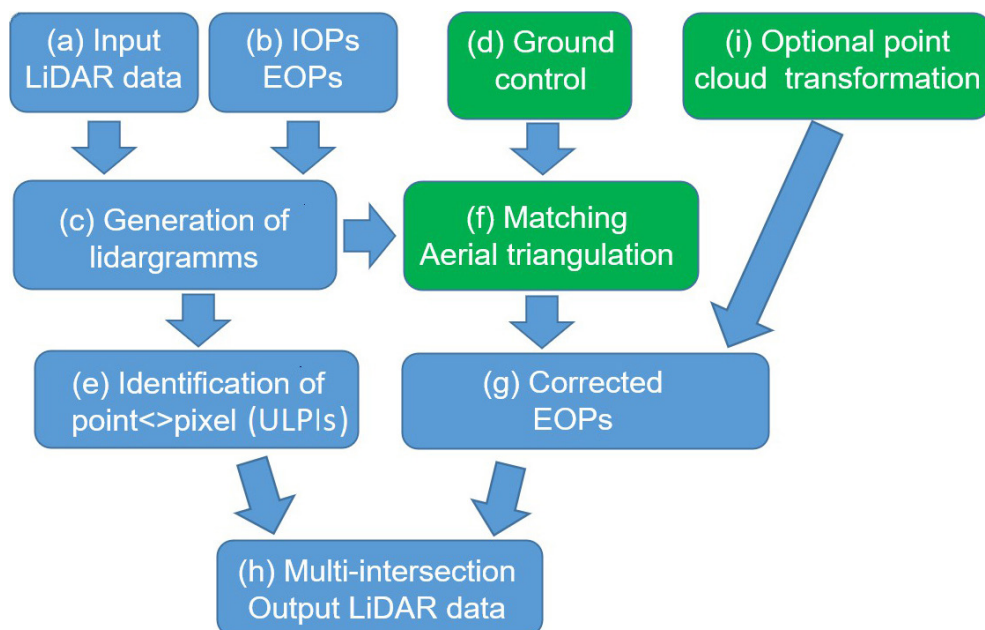 (a) Input
LiDAR data
(b) IOPs
EOPs
(d) Ground
control
(i) Optional point
cloud transformation
(c) Generation of
lidargramms
(f) Matching
Aerial triangulation
(e) Identification of
point<>pixel (ULPIs)
(g) Corrected
EOPs
(h) Multi-intersection
Output LiDAR data